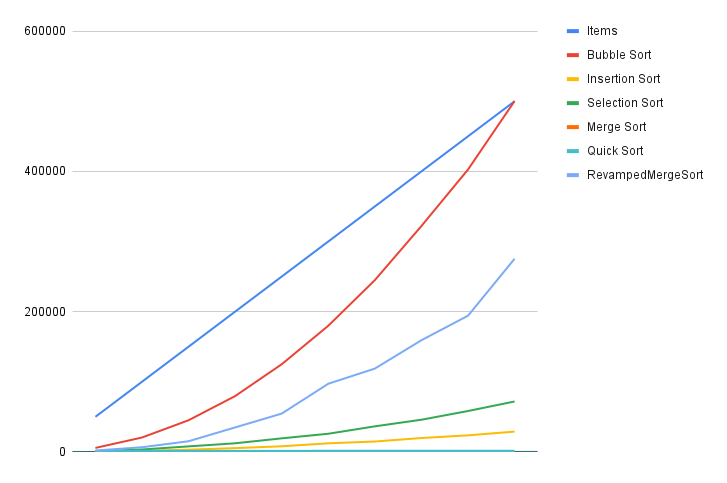 600000
400000
200000
0
Items
Bubble Sort
Insertion Sort
Selection Sort
Merge Sort
Quick Sort
RevampedMergeSort